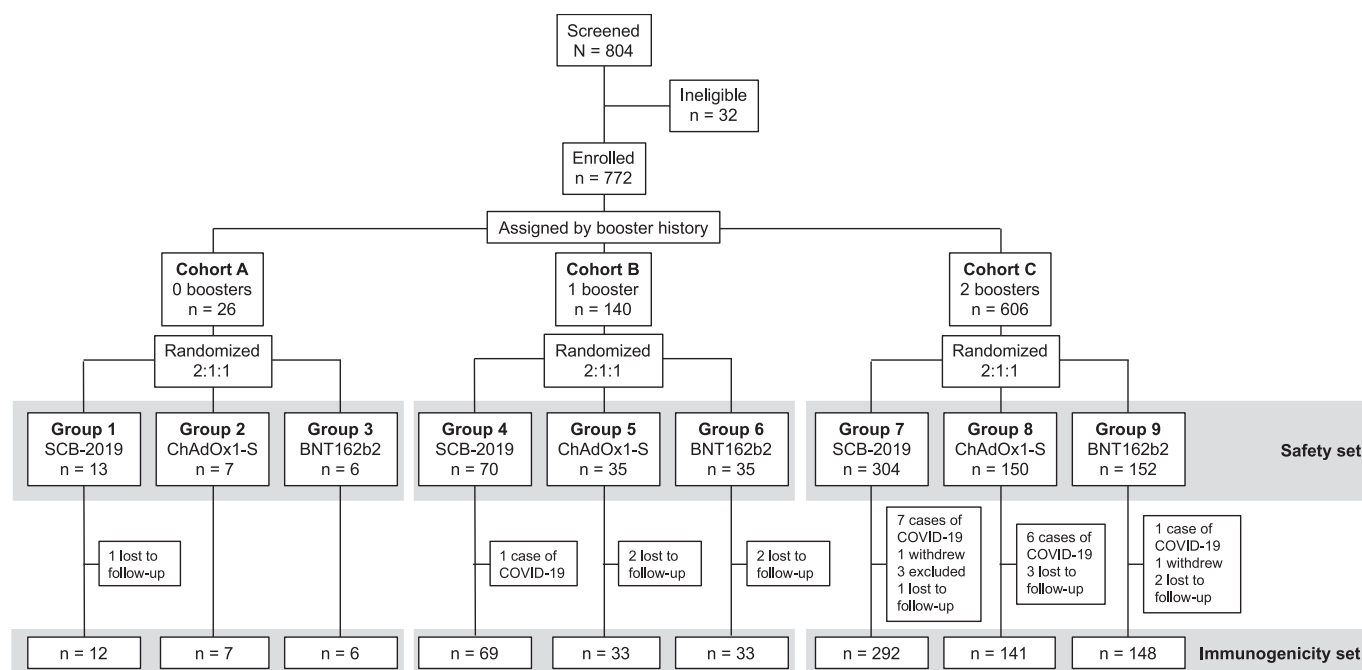 Screened
N = 804
Ineligible
n = 32
Enrolled
n = 772
Assigned by booster history
Cohort A
0 boosters
n = 26
Cohort B
1 booster
n = 140
Cohort C
2 boosters
n = 606
Randomized
2:1:1
Randomized
2:1:1
Randomized
2:1:1
Group 1
SCB-2019
n = 13
Group 2
ChAdOx1-S
n = 7
Group 3
BNT162b2
n = 6
Group 4
SCB-2019
n = 70
Group 5
ChAdOx1-S
n = 35
Group 6
BNT162b2
n = 35
Group 7
SCB-2019
n = 304
Group 8
ChAdOx1-S
n = 150
Group 9
BNT162b2
n = 152
Safety set
1 lost to
follow-up
1 case of
COVID-19
2 lost to
follow-up
2 lost to
follow-up
7 cases of
COVID-19
1 withdrew
3 excluded
1 lost to
follow-up
6 cases of
COVID-19
3 lost to
follow-up
1 case of
COVID-19
1 withdrew
2 lost to
follow-up
n = 12
n = 7
n = 6
n = 69
n = 33
n = 33
n = 292
n = 141
n = 148
Immunogenicity set